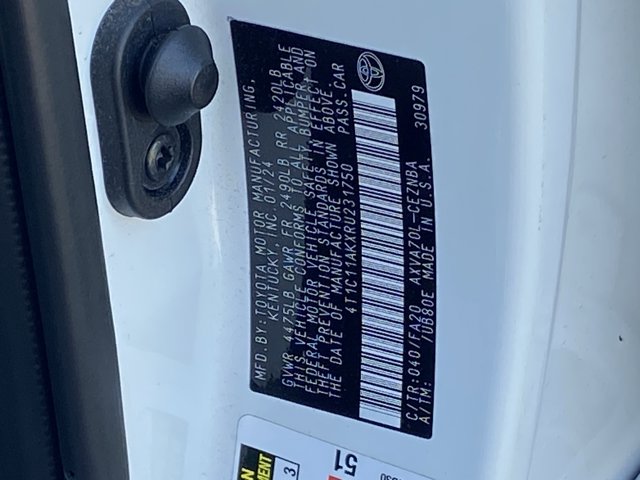 MFD. BY: TOYOTA MOTOR MANUFACTURING,
KENTUCKY, INC. 01/24
GVWR 4475LB GAWR FR 2490LB RR 2420LB
THIS VEHICLE CONFORMS TO ALL APPLICABLE
FEDERAL MOTOR VEHICLE SAFETY, BUMPER, AND
THEFT PREVENTION STANDARDS IN EFFECT ON
THE DATE OF MANUFACTURE SHOWN ABOVE.
4T1C11AKXRU231750 PASS. CAR
C/TR: 040/FA20 AXVA70L-CEZNBA
A/TM: /UB80E MADE IN U.S.A. 30979
51
3